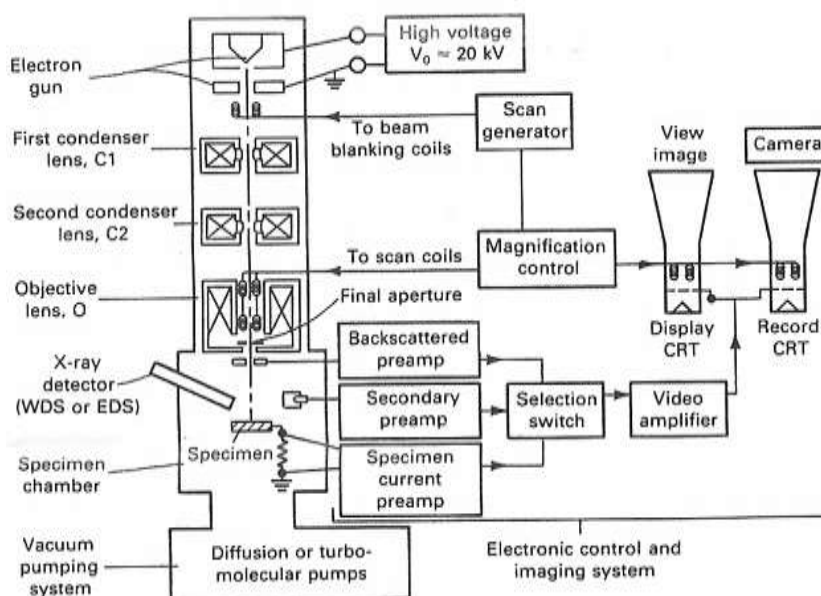 High voltage
V₀ ≈ 20 kV
Electron
gun
Scan
generator
To beam
blanking coils
View
image
Camera
First condenser
lens, C1
Second condenser
lens, C2
To scan coils
Magnification
control
Objective
lens, O
Final aperture
Display
CRT
Record
CRT
X-ray
detector
(WDS or EDS)
Backscattered
preamp
Secondary
preamp
Selection
switch
Video
amplifier
Specimen
Specimen
current
preamp
Specimen
chamber
Vacuum
pumping
system
Diffusion or turbo-
molecular pumps
Electronic control and
imaging system